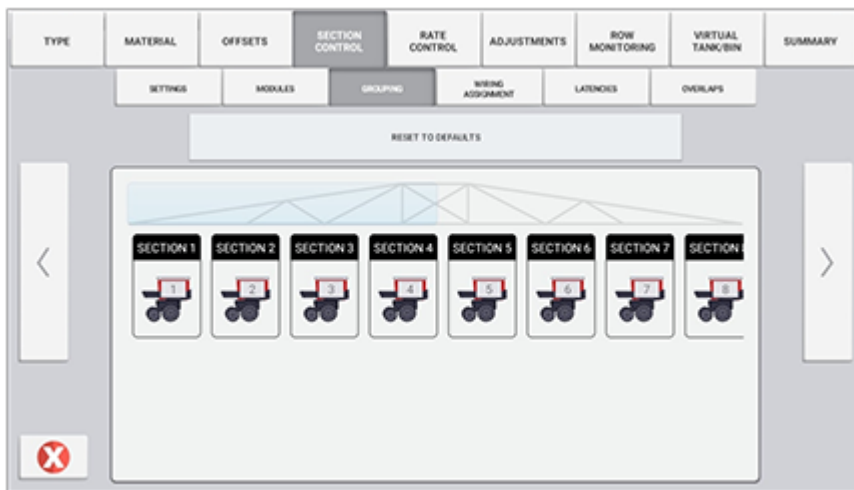 TYPE
MATERIAL
OFFSETS
SECTION
CONTROL
RATE
CONTROL
ADJUSTMENTS
ROW
MONITORING
VIRTUAL
TANK/BIN
SUMMARY
SETTINGS
MODULES
GROUPING
WIRING
ASSIGNMENT
LATENCIES
OVERLAPS
RESET TO DEFAULTS
SECTION 1
SECTION 2
SECTION 3
SECTION 4
SECTION 5
SECTION 6
SECTION 7
SECTION
1
2
3
4
5
6
7
8